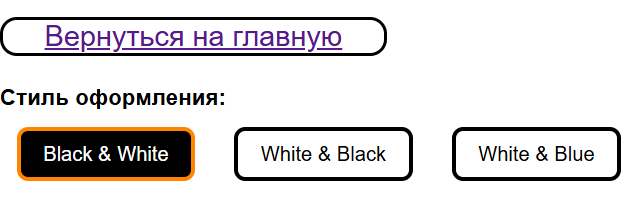 Вернуться на главную
Стиль оформления:
Black & White White & Black White & Blue